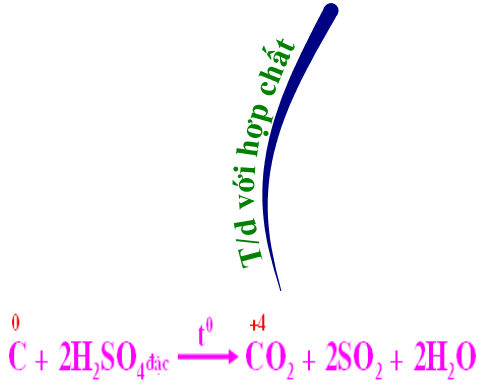 T/d với hợp chất
0 +4
C + 2H₂SO₄đặc t⁰ → CO₂ + 2SO₂ + 2H₂O